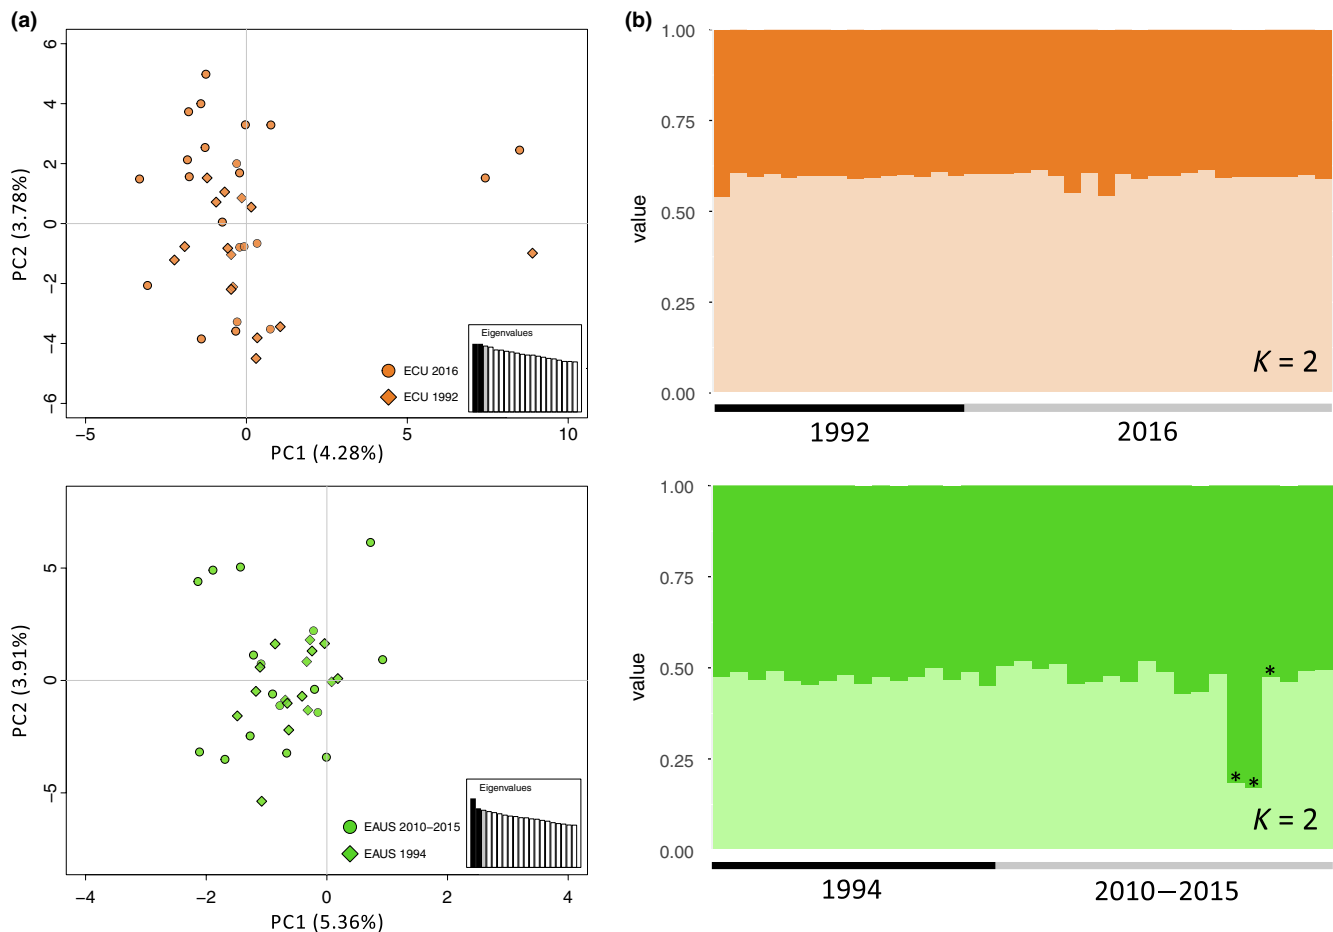 (a)
6
4
2
0
−2
−4
−6
PC2 (3.78%)
Eigenvalues
ECU 2016
ECU 1992
−5 0 5 10
PC1 (4.28%)
(b)
1.00
0.75
0.50
0.25
0.00
value
K = 2
1992 2016
5
0
−5
PC2 (3.91%)
Eigenvalues
EAUS 2010−2015
EAUS 1994
−4 −2 0 2 4
PC1 (5.36%)
1.00
0.75
0.50
0.25
0.00
value
*
* *
K = 2
1994 2010−2015